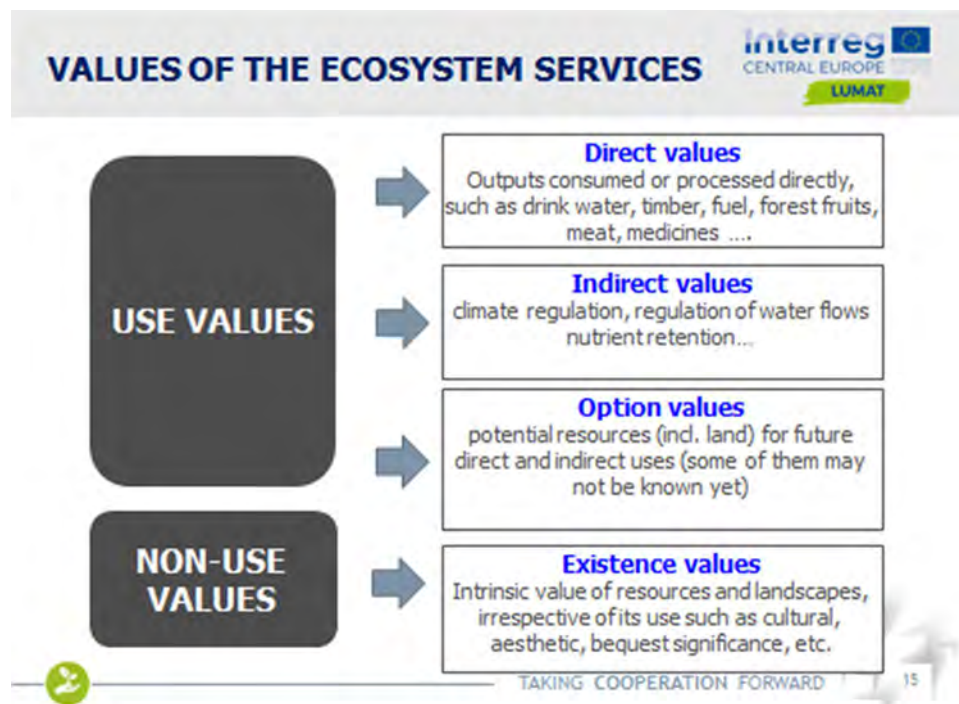 VALUES OF THE ECOSYSTEM SERVICES
Interreg
CENTRAL EUROPE
LUMAT
USE VALUES
Direct values
Outputs consumed or processed directly,
such as drink water, timber, fuel, forest fruits,
meat, medicines ....
Indirect values
climate regulation, regulation of water flows
nutrient retention...
Option values
potential resources (incl. land) for future
direct and indirect uses (some of them may
not be known yet)
NON-USE
VALUES
Existence values
Intrinsic value of resources and landscapes,
irrespective of its use such as cultural,
aesthetic, bequest significance, etc.
TAKING COOPERATION FORWARD
15